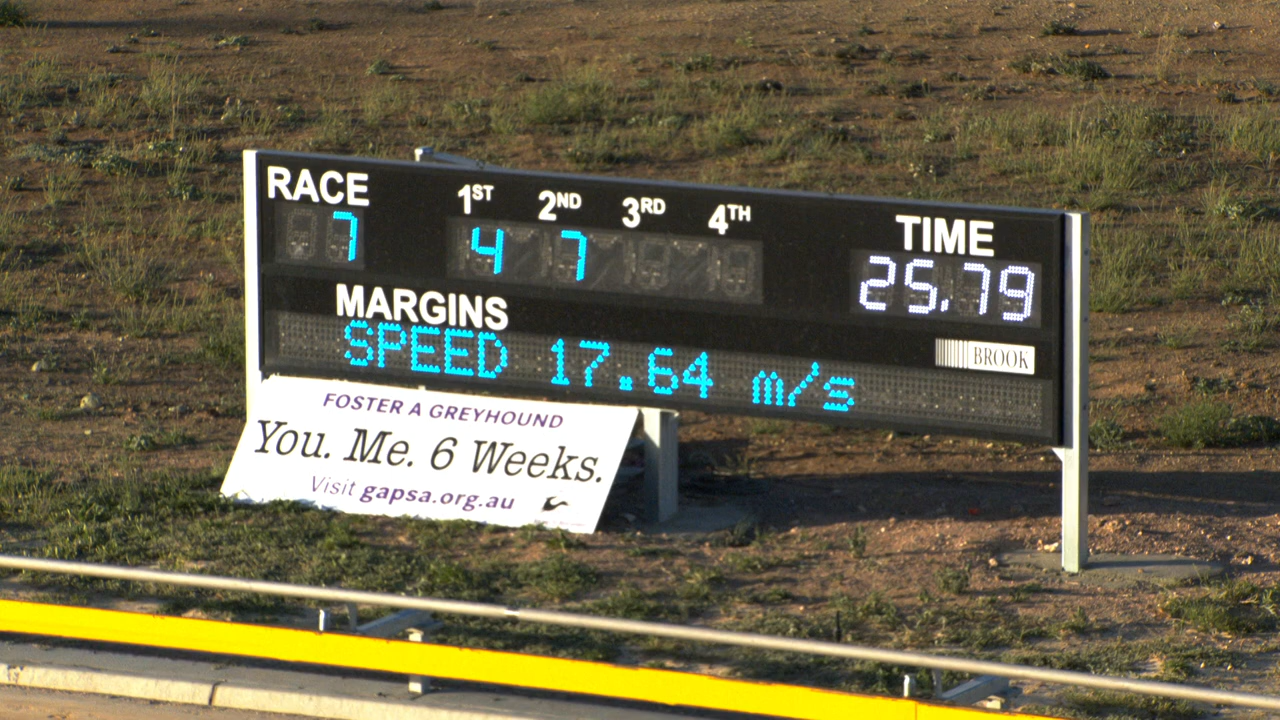 RACE 1ST 2ND 3RD 4TH TIME
7 4 7 25.79
MARGINS
BROOK
SPEED 17.64 m/s
FOSTER A GREYHOUND
You. Me. 6 Weeks.
Visit gapsa.org.au